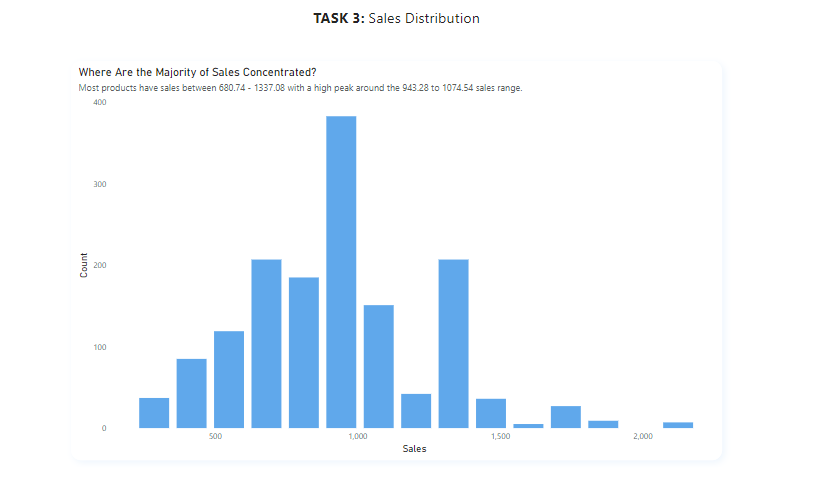 TASK 3: Sales Distribution
Where Are the Majority of Sales Concentrated?
Most products have sales between 680.74 - 1337.08 with a high peak around the 943.28 to 1074.54 sales range.
400
300
200
100
0
Count
500
1,000
1,500
2,000
Sales